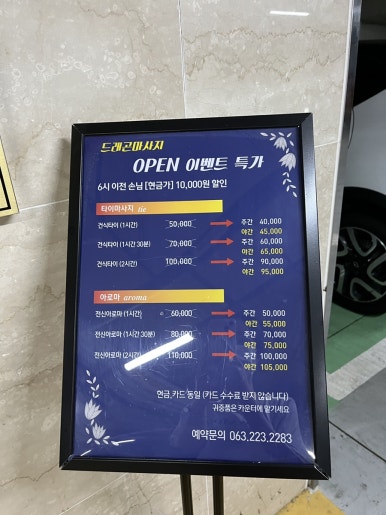 드레곤마사지
OPEN 이벤트 특가
6시 이전 손님 [현금가] 10,000원 할인
타이마사지 tie
건식타이 (1시간) 50,000 → 주간 40,000
야간 45,000
건식타이 (1시간 30분) 70,000 → 주간 60,000
야간 65,000
건식타이 (2시간) 100,000 → 주간 90,000
야간 95,000
아로마 aroma
전신아로마 (1시간) 60,000 → 주간 50,000
야간 55,000
전신아로마 (1시간 30분) 80,000 → 주간 70,000
야간 75,000
전신아로마 (2시간) 110,000 → 주간 100,000
야간 105,000
현금,카드 동일 (카드 수수료 받지 않습니다)
귀중품은 카운터에 맡기세요
예약문의 063.223.2283